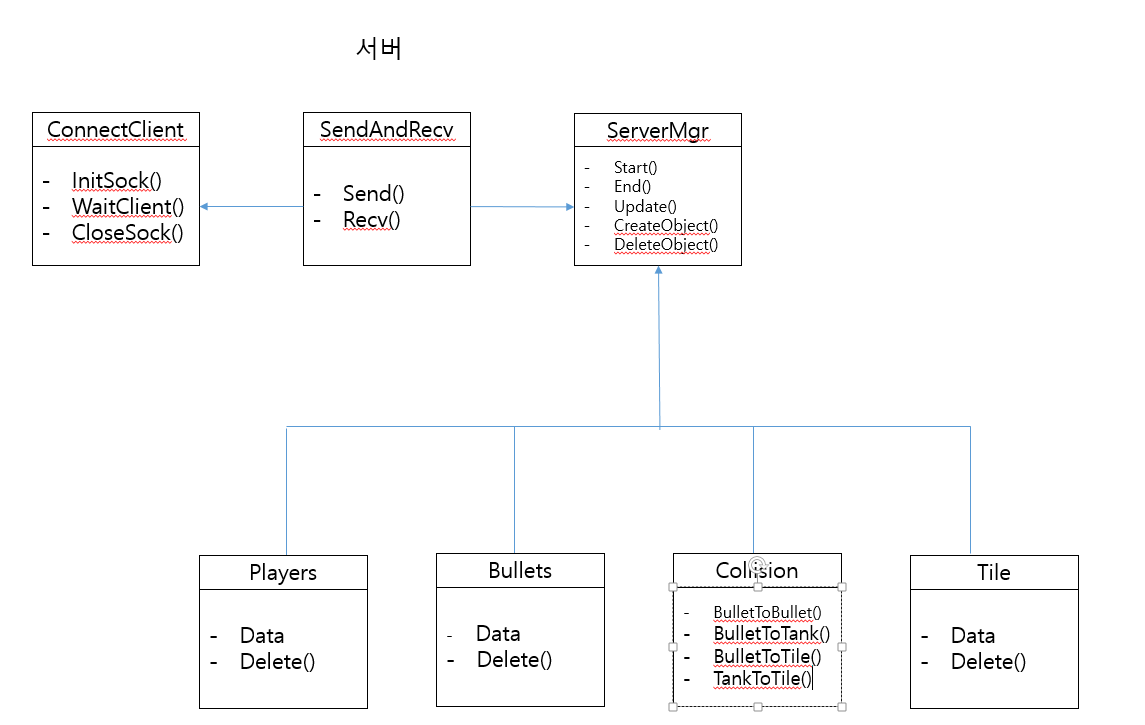 서버
ConnectClient
- InitSock()
- WaitClient()
- CloseSock()
SendAndRecv
- Send()
- Recv()
ServerMgr
- Start()
- End()
- Update()
- CreateObject()
- DeleteObject()
Players
- Data
- Delete()
Bullets
- Data
- Delete()
Collision
- BulletToBullet()
- BulletToTank()
- BulletToTile()
- TankToTile()
Tile
- Data
- Delete()